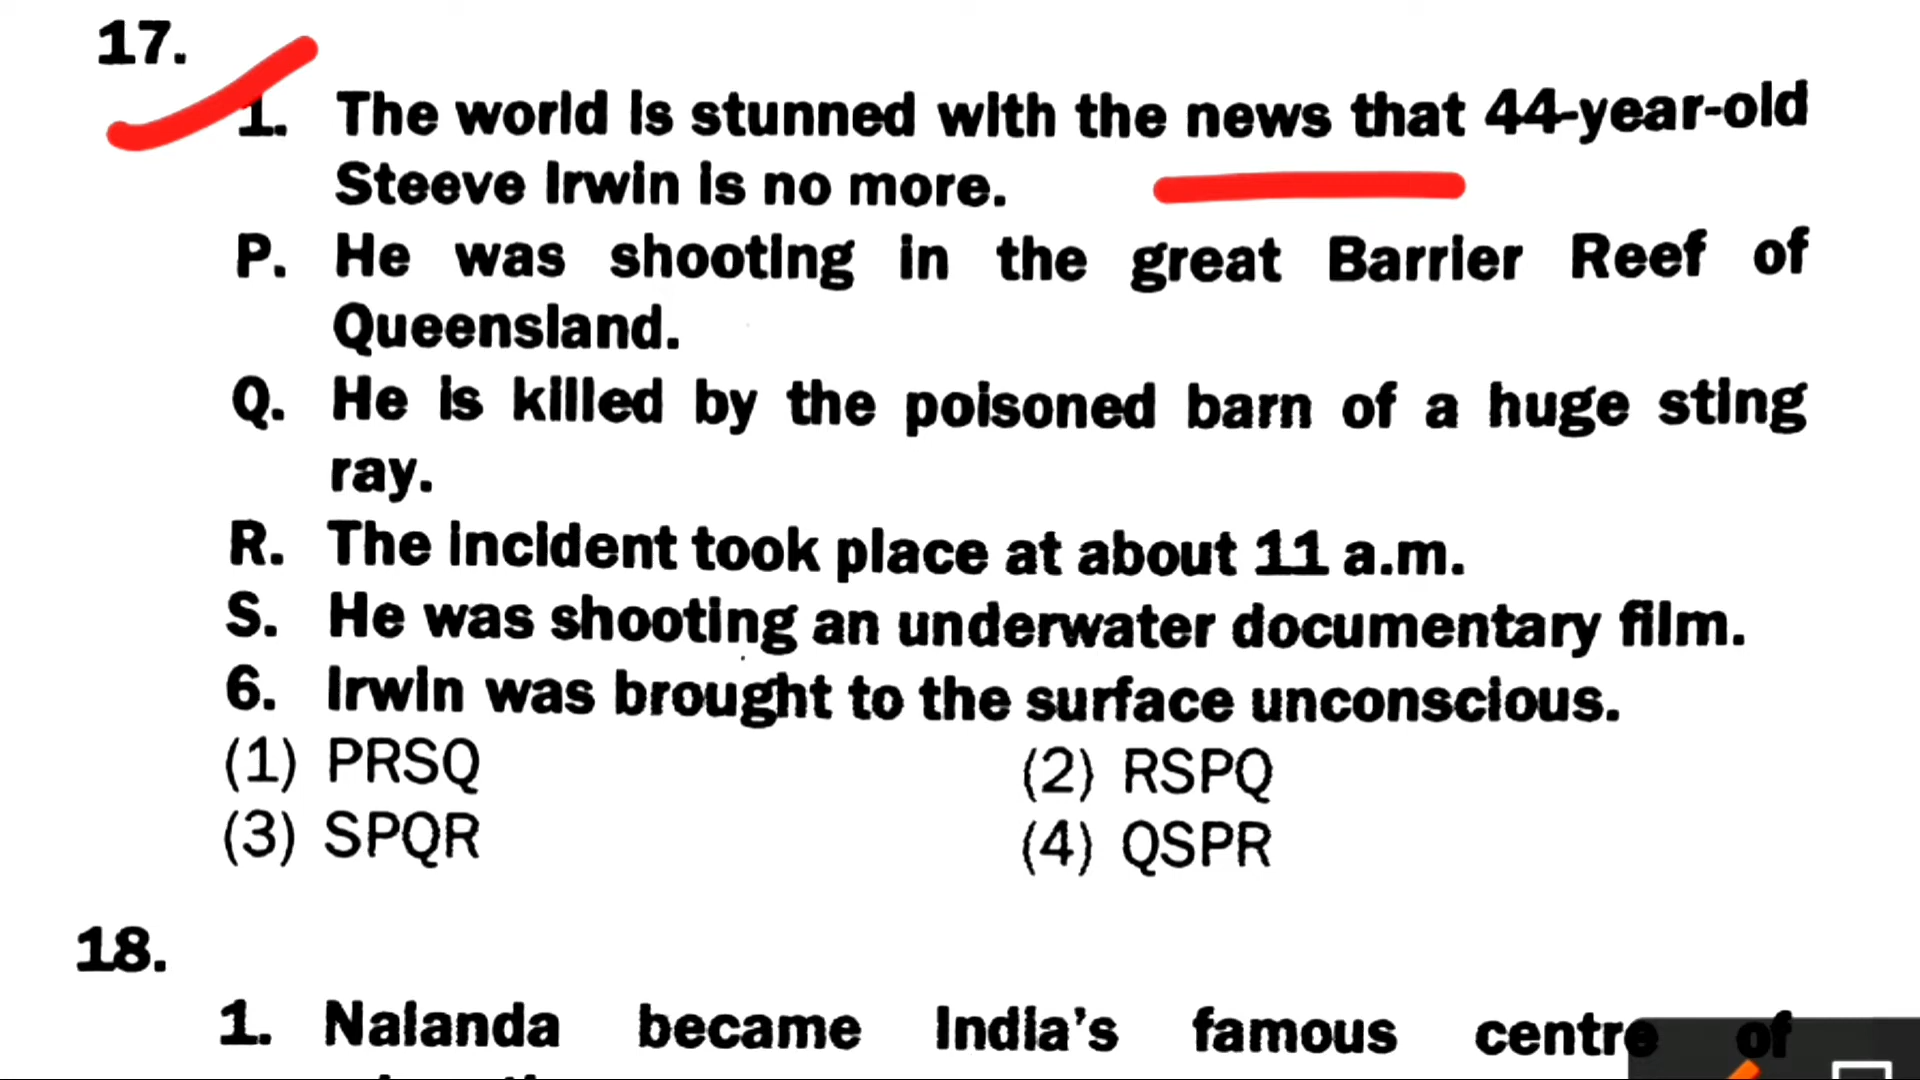 17.
1. The world is stunned with the news that 44-year-old
Steeve Irwin is no more.
P. He was shooting in the great Barrier Reef of
Queensland.
Q. He is killed by the poisoned barn of a huge sting
ray.
R. The incident took place at about 11 a.m.
S. He was shooting an underwater documentary film.
6. Irwin was brought to the surface unconscious.
(1) PRSQ (2) RSPQ
(3) SPQR (4) QSPR
18.
1. Nalanda became India's famous centre of